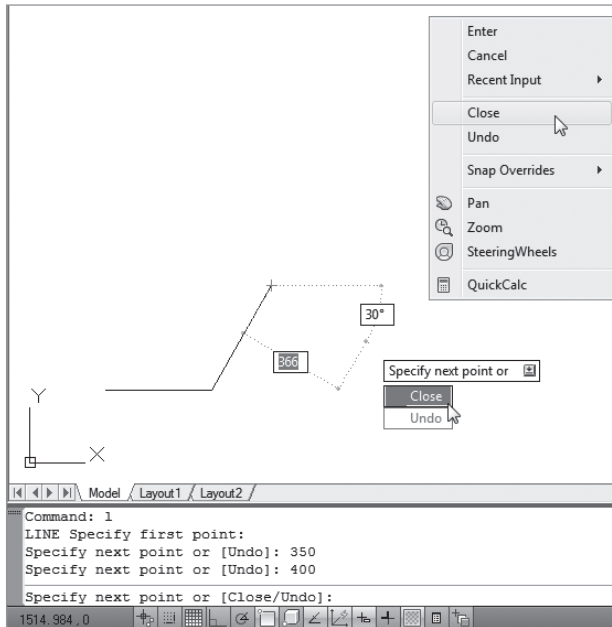 Enter
Cancel
Recent Input
Close
Undo
Snap Overrides
Pan
Zoom
SteeringWheels
QuickCalc
30°
366
Specify next point or
Close
Undo
Y
X
Model / Layout1 / Layout2 /
Command: l
LINE Specify first point:
Specify next point or [Undo]: 350
Specify next point or [Undo]: 400
Specify next point or [Close/Undo]:
1514.984, 0